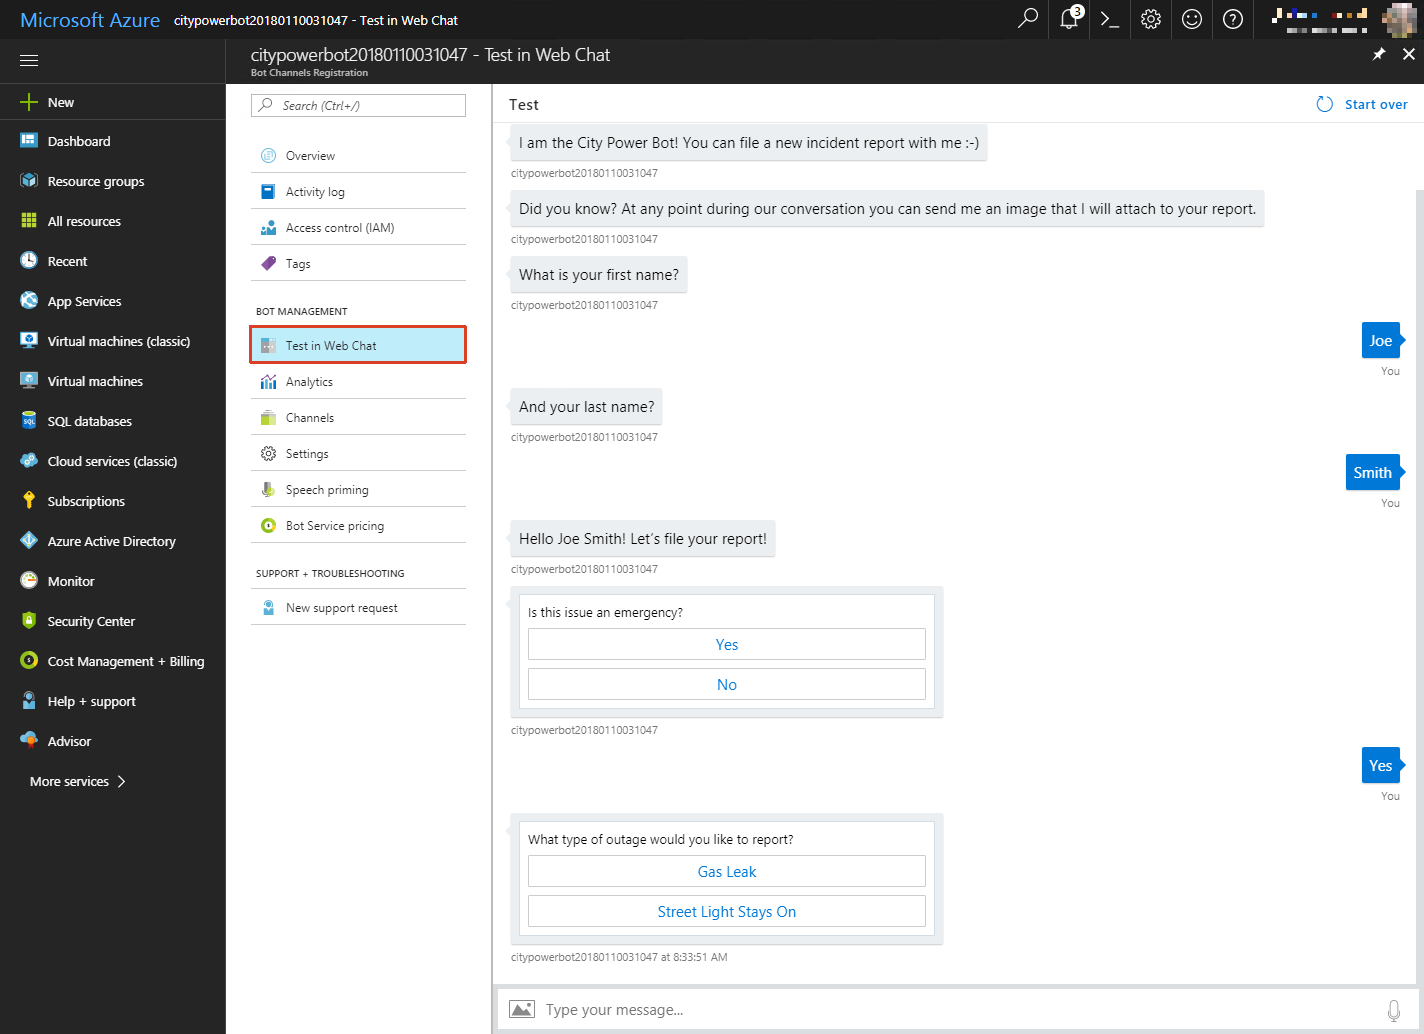 Microsoft Azure citypowerbot20180110031047 - Test in Web Chat
3
citypowerbot20180110031047 - Test in Web Chat
Bot Channels Registration
New
Dashboard
Resource groups
All resources
Recent
App Services
Virtual machines (classic)
Virtual machines
SQL databases
Cloud services (classic)
Subscriptions
Azure Active Directory
Monitor
Security Center
Cost Management + Billing
Help + support
Advisor
More services
Search (Ctrl+/)
Overview
Activity log
Access control (IAM)
Tags
BOT MANAGEMENT
Test in Web Chat
Analytics
Channels
Settings
Speech priming
Bot Service pricing
SUPPORT + TROUBLESHOOTING
New support request
Test
Start over
I am the City Power Bot! You can file a new incident report with me :-)
citypowerbot20180110031047
Did you know? At any point during our conversation you can send me an image that I will attach to your report.
citypowerbot20180110031047
What is your first name?
citypowerbot20180110031047
Joe
You
And your last name?
citypowerbot20180110031047
Smith
You
Hello Joe Smith! Let's file your report!
citypowerbot20180110031047
Is this issue an emergency?
Yes
No
citypowerbot20180110031047
Yes
You
What type of outage would you like to report?
Gas Leak
Street Light Stays On
citypowerbot20180110031047 at 8:33:51 AM
Type your message...